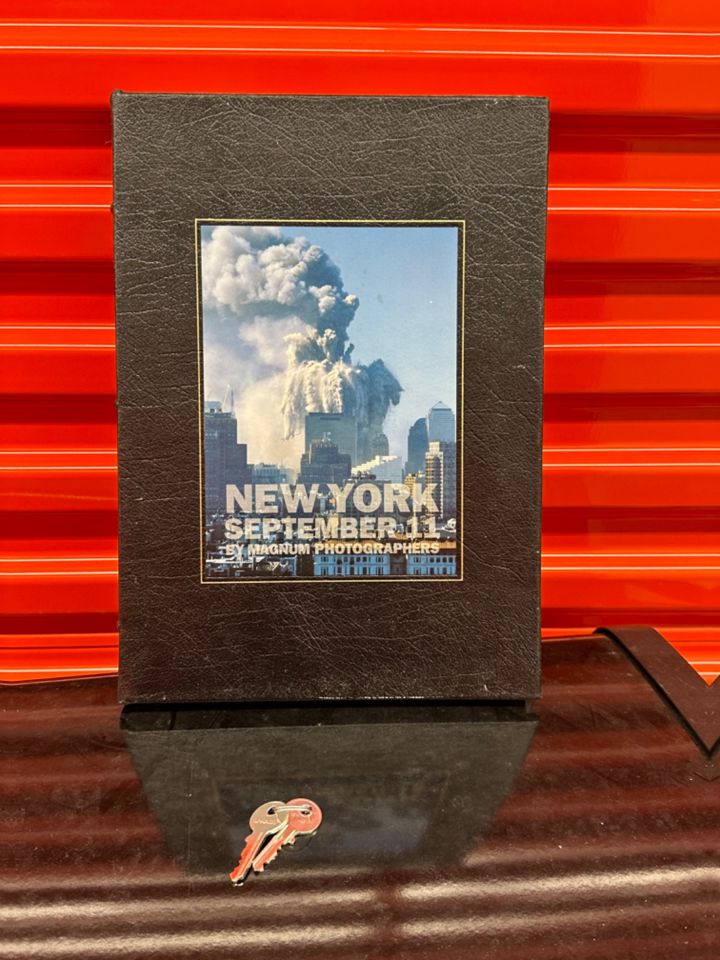 NEW YORK
SEPTEMBER 11
BY MAGNUM PHOTOGRAPHERS